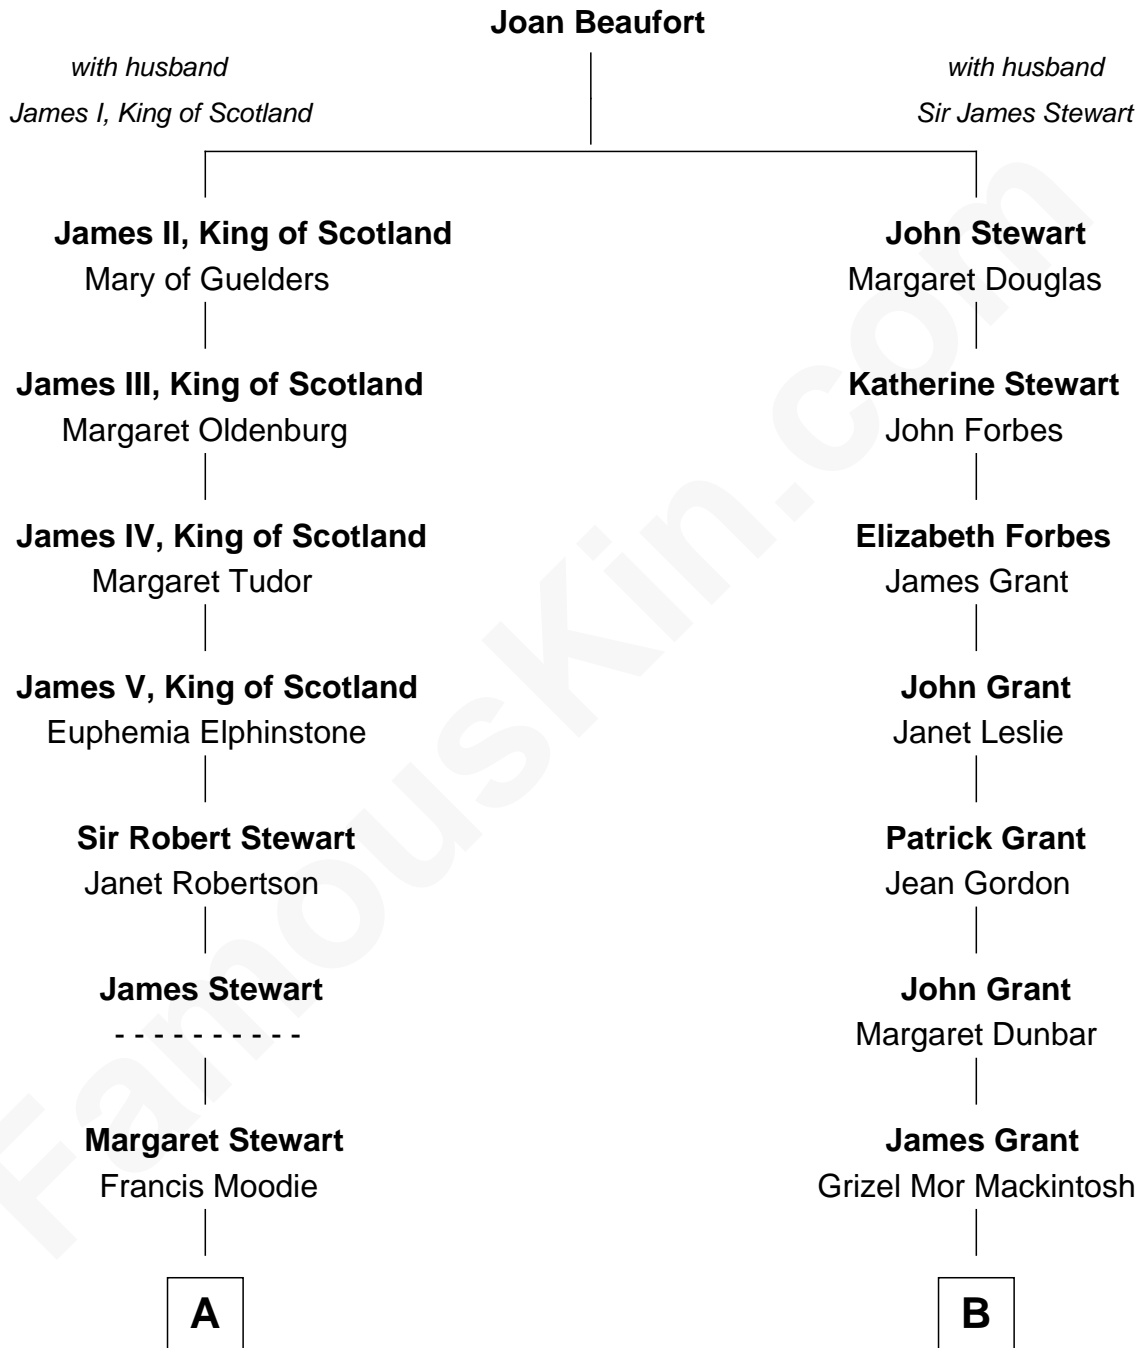 Joan Beaufort
with husband
James I, King of Scotland
with husband
Sir James Stewart
James II, King of Scotland
Mary of Guelders
John Stewart
Margaret Douglas
James III, King of Scotland
Margaret Oldenburg
Katherine Stewart
John Forbes
James IV, King of Scotland
Margaret Tudor
Elizabeth Forbes
James Grant
James V, King of Scotland
Euphemia Elphinstone
John Grant
Janet Leslie
Sir Robert Stewart
Janet Robertson
Patrick Grant
Jean Gordon
James Stewart
- - - - - - - - - -
John Grant
Margaret Dunbar
Margaret Stewart
Francis Moodie
James Grant
Grizel Mor Mackintosh
A
B
FamousKin.com